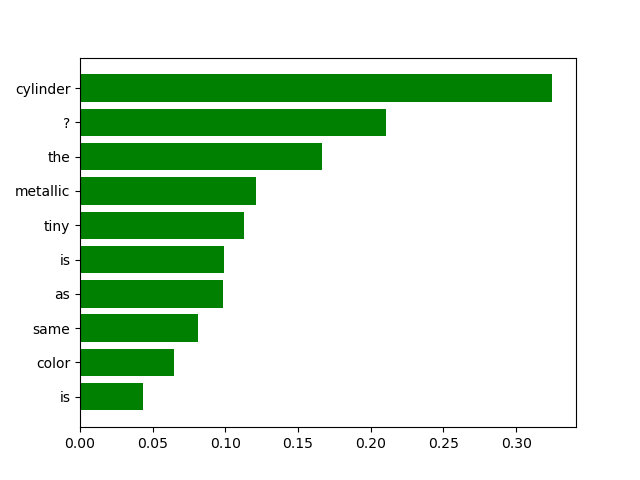 cylinder
?
the
metallic
tiny
is
as
same
color
is
0.00 0.05 0.10 0.15 0.20 0.25 0.30